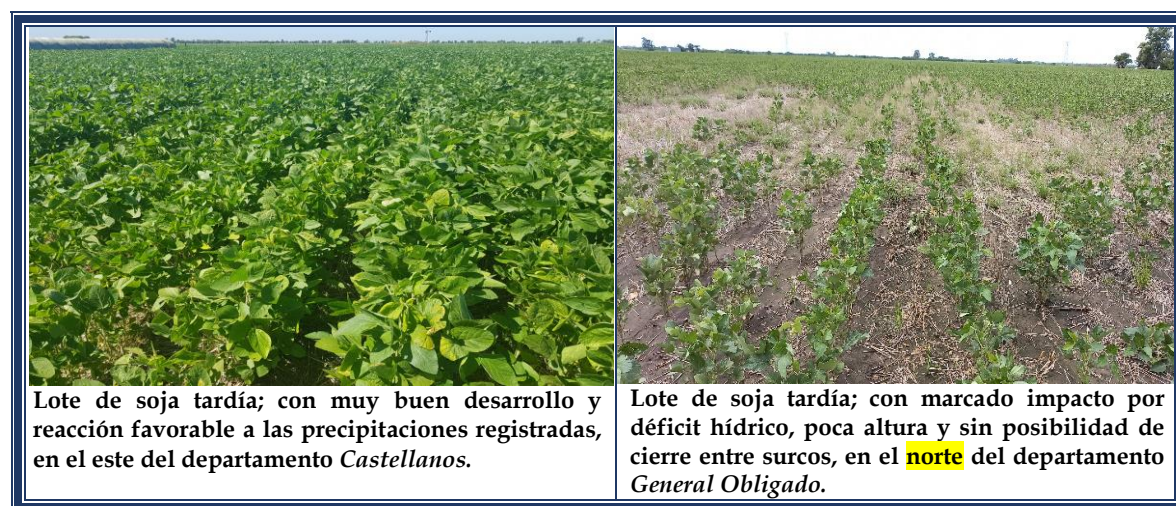 Lote de soja tardía; con muy buen desarrollo y
reacción favorable a las precipitaciones registradas,
en el este del departamento Castellanos.
Lote de soja tardía; con marcado impacto por
déficit hídrico, poca altura y sin posibilidad de
cierre entre surcos, en el norte del departamento
General Obligado.